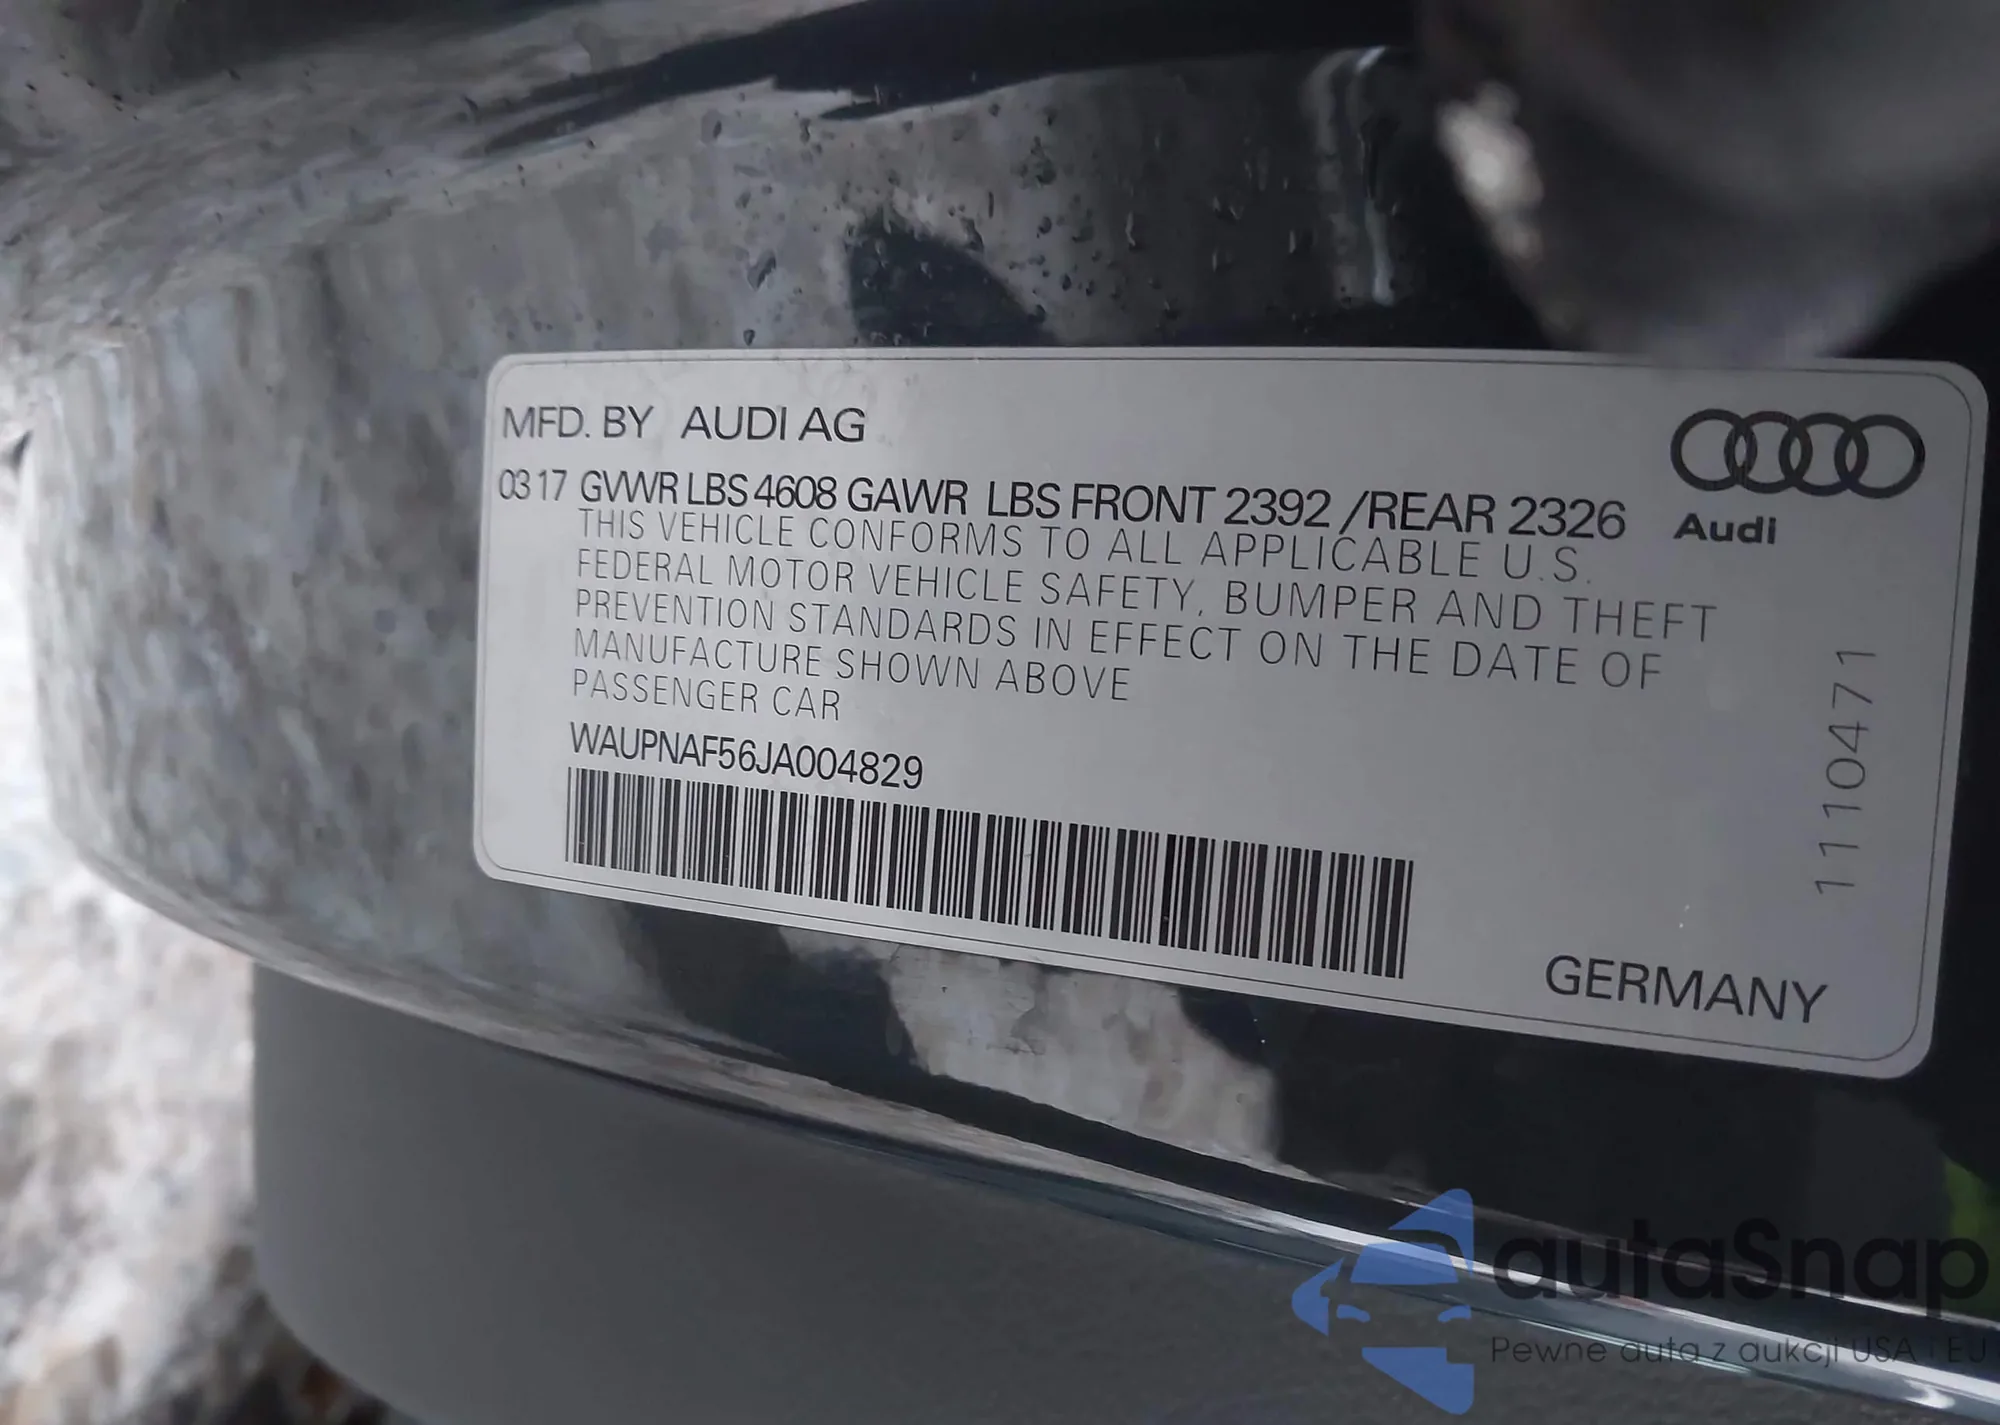 MFD. BY AUDI AG
03 17 GVWR LBS 4608 GAWR LBS FRONT 2392 /REAR 2326
Audi
THIS VEHICLE CONFORMS TO ALL APPLICABLE U.S.
FEDERAL MOTOR VEHICLE SAFETY, BUMPER AND THEFT
PREVENTION STANDARDS IN EFFECT ON THE DATE OF
MANUFACTURE SHOWN ABOVE
PASSENGER CAR
WAUPNAF56JA004829
1110471
GERMANY
autaSnap
Pewne auta z aukcji USA i EU